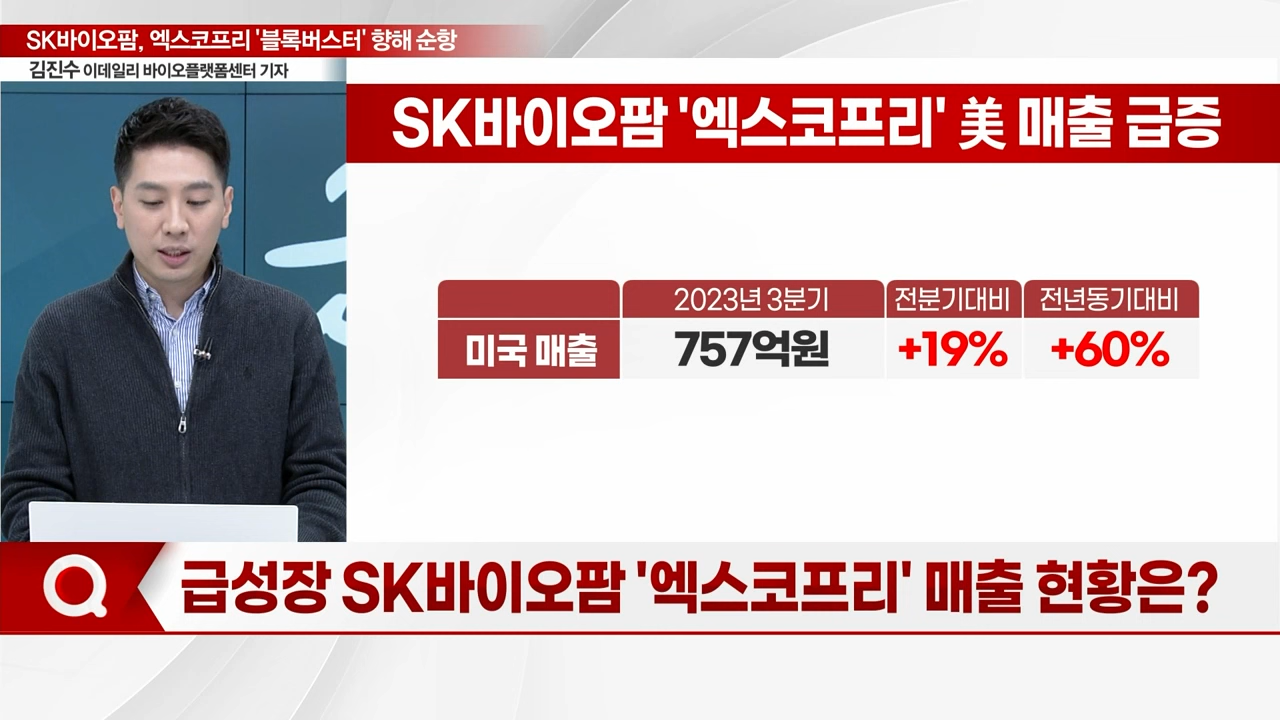 SK바이오팜, 엑스코프리 '블록버스터' 향해 순항
김진수 이데일리 바이오플랫폼센터 기자
SK바이오팜 '엑스코프리' 美 매출 급증
2023년 3분기 전분기대비 전년동기대비
미국 매출 757억원 +19% +60%
Q 급성장 SK바이오팜 '엑스코프리' 매출 현황은?